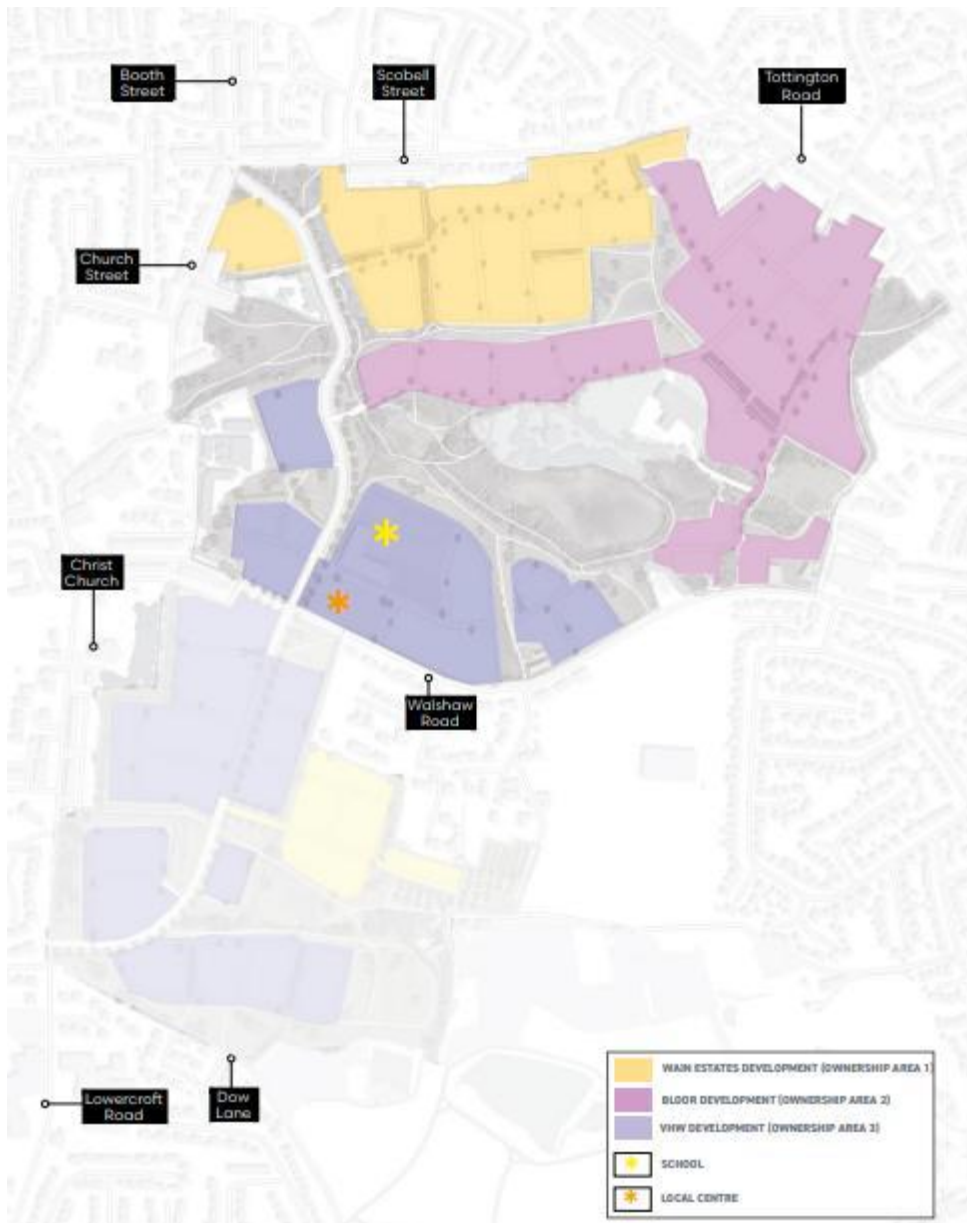 Booth
Street
Scobell
Street
Tottington
Road
Church
Street
Christ
Church
Walshaw
Road
Lowercroft
Road
Dow
Lane
WAIN ESTATES DEVELOPMENT (OWNERSHIP AREA 1)
BLOOR DEVELOPMENT (OWNERSHIP AREA 2)
VHW DEVELOPMENT (OWNERSHIP AREA 3)
SCHOOL
LOCAL CENTRE